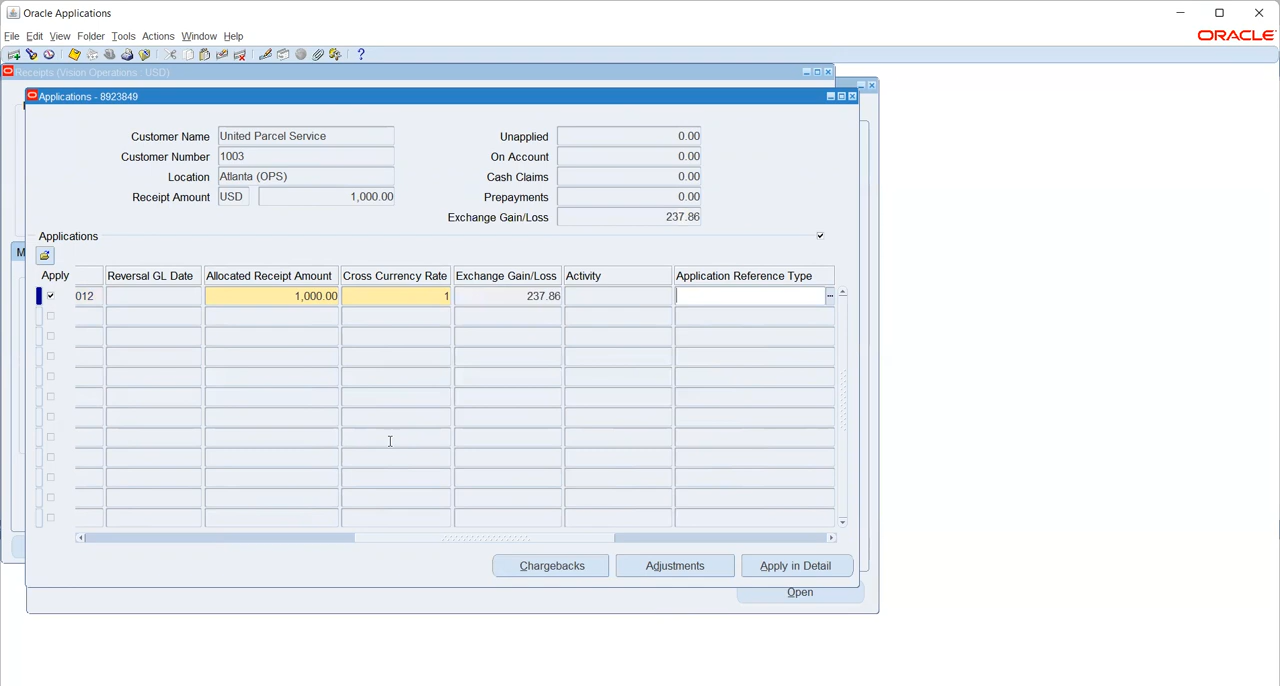 Oracle Applications
File Edit View Folder Tools Actions Window Help
ORACLE
Receipts (Vision Operations : USD)
Applications - 8923849
Customer Name United Parcel Service Unapplied 0.00
Customer Number 1003 On Account 0.00
Location Atlanta (OPS) Cash Claims 0.00
Receipt Amount USD 1,000.00 Prepayments 0.00
Exchange Gain/Loss 237.86
Applications
M
Apply Reversal GL Date Allocated Receipt Amount Cross Currency Rate Exchange Gain/Loss Activity Application Reference Type
012 1,000.00 1 237.86
Chargebacks Adjustments Apply in Detail
Open